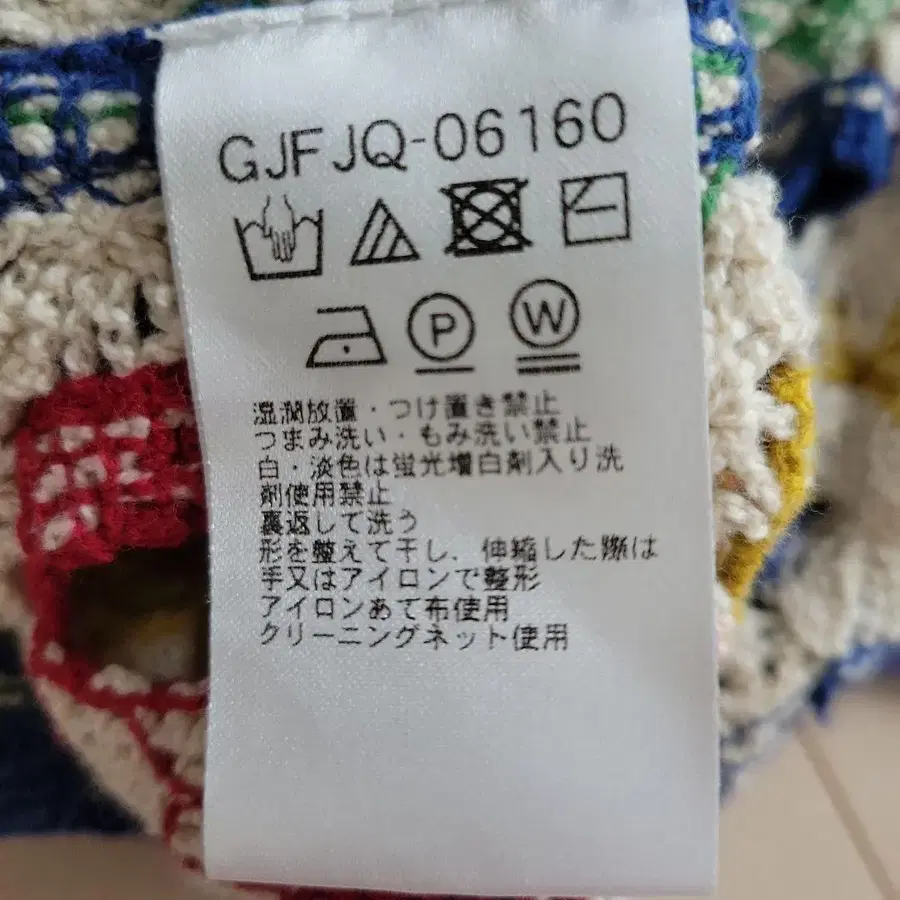 GJFJQ-06160
P W
湿潤放置・つけ置き禁止
つまみ洗い・もみ洗い禁止
白・淡色は蛍光増白剤入り洗
剤使用禁止
裏返して洗う
形を整えて干し、伸縮した際は
手又はアイロンで整形
アイロンあて布使用
クリーニングネット使用